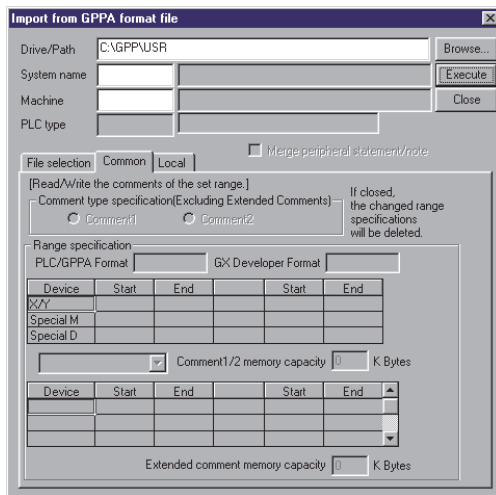 Import from GPPA format file
Drive/Path C:\GPP\USR Browse...
System name Execute
Machine Close
PLC type
Merge peripheral statement/note
File selection Common Local
[Read/Write the comments of the set range.]
Comment type specification(Excluding Extended Comments)
Comment1 Comment2
If closed,
the changed range
specifications
will be deleted.
Range specification
PLC/GPPA Format GX Developer Format
Device Start End Start End
X/Y
Special M
Special D
Comment1/2 memory capacity 0 K Bytes
Device Start End Start End
Extended comment memory capacity 0 K Bytes